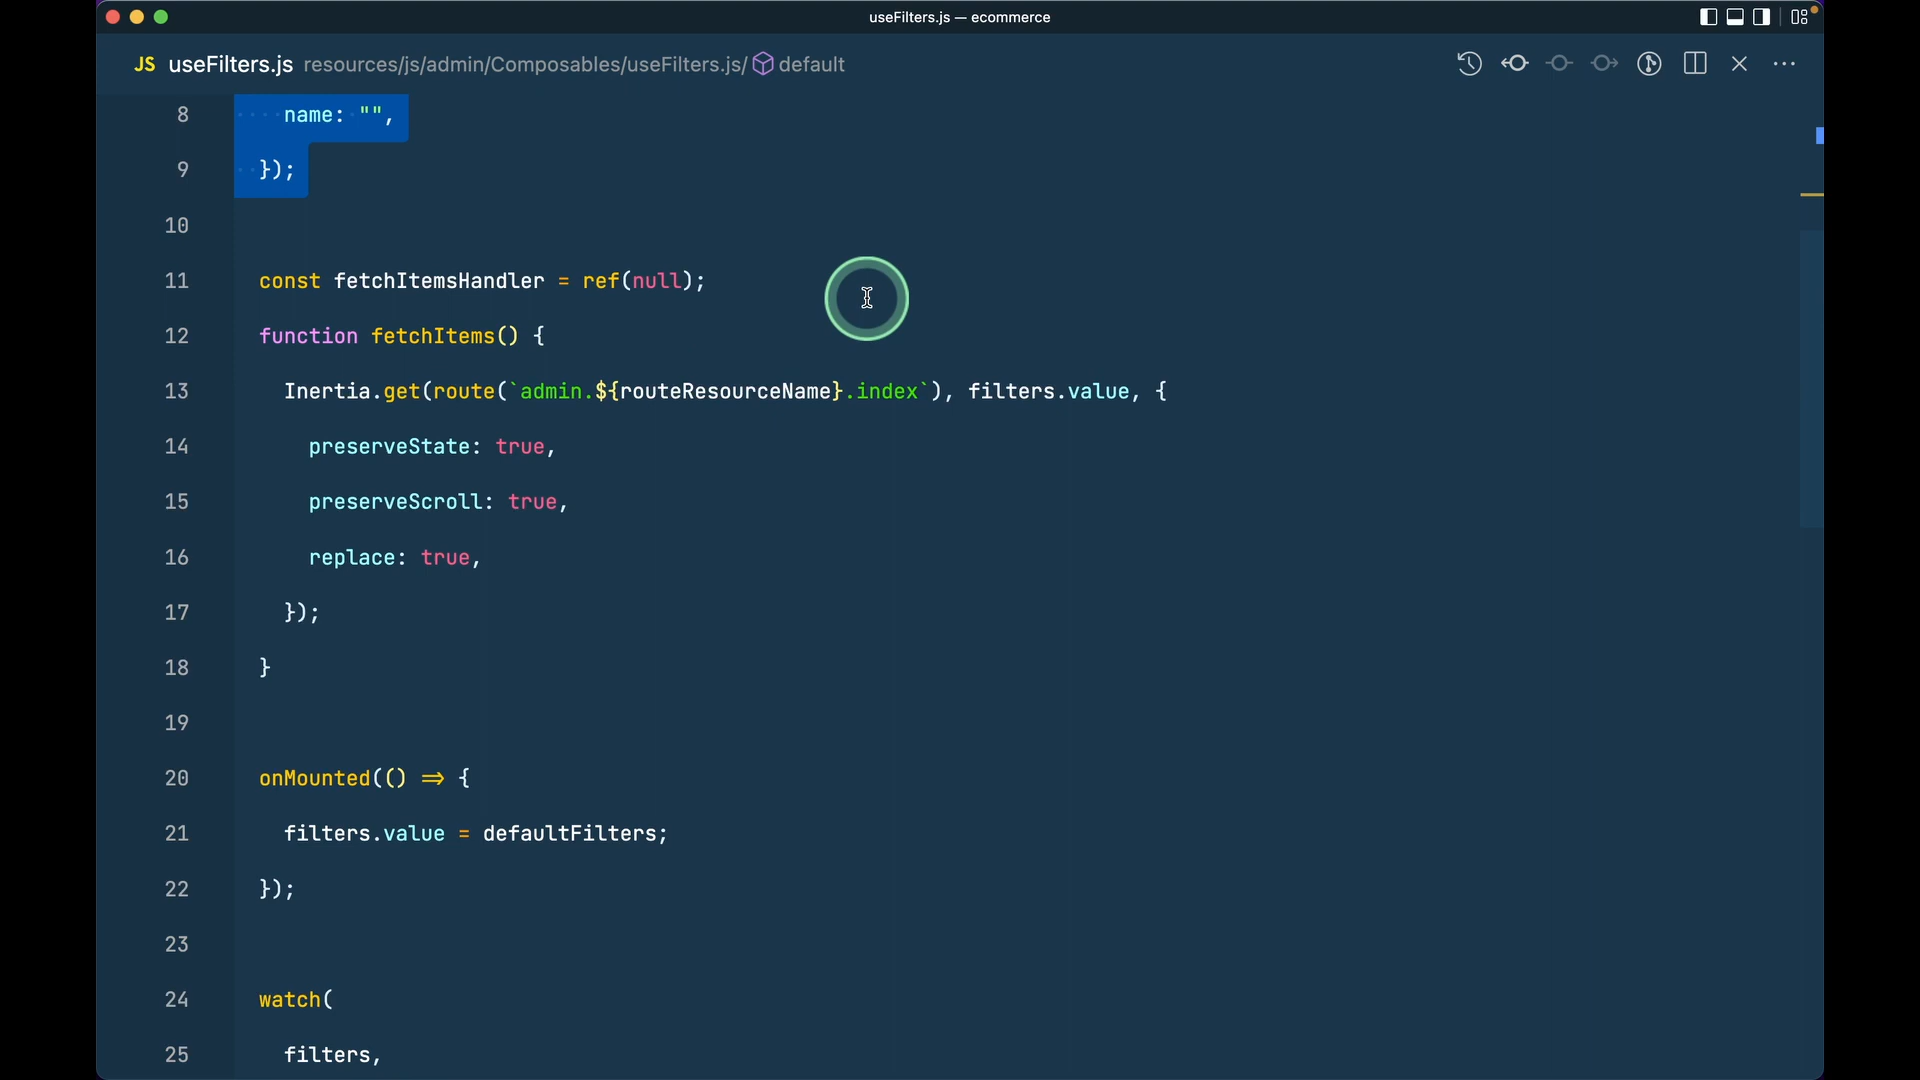 useFilters.js — ecommerce
JS useFilters.js resources/js/admin/Composables/useFilters.js/ default
8 name: "",
9 });
10
11 const fetchItemsHandler = ref(null);
12 function fetchItems() {
13 Inertia.get(route(`admin.${routeResourceName}.index`), filters.value, {
14 preserveState: true,
15 preserveScroll: true,
16 replace: true,
17 });
18 }
19
20 onMounted(() => {
21 filters.value = defaultFilters;
22 });
23
24 watch(
25 filters,